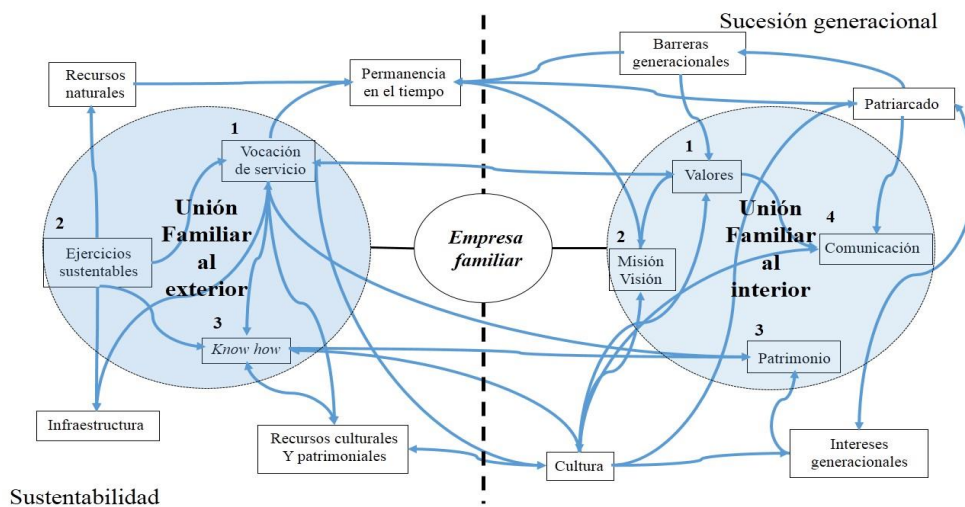 Sucesión generacional
Barreras
generacionales
Recursos
naturales
Permanencia
en el tiempo
Patriarcado
1
Vocación
de servicio
1
Valores
Unión
Familiar
al
exterior
2
Ejercicios
sustentables
Empresa
familiar
Unión
Familiar
al
interior
2
Misión
Visión
4
Comunicación
3
Know how
3
Patrimonio
Infraestructura
Recursos culturales
Y patrimoniales
Cultura
Intereses
generacionales
Sustentabilidad